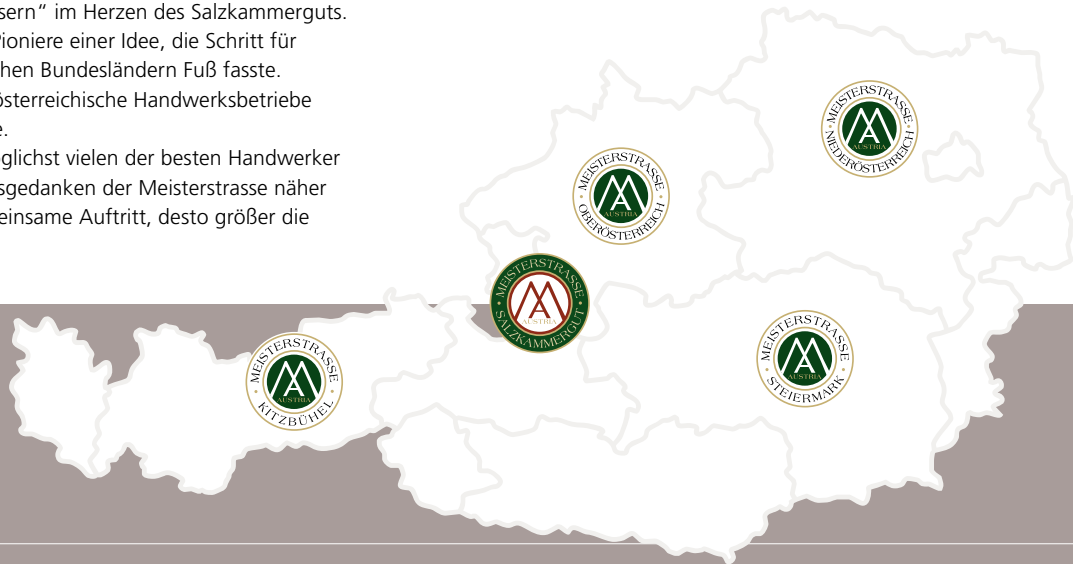 sern“ im Herzen des Salzkammerguts.
Pioniere einer Idee, die Schritt für
chen Bundesländern Fuß fasste.
österreichische Handwerksbetriebe
e.
öglichst vielen der besten Handwerker
sgedanken der Meisterstrasse näher
einsame Auftritt, desto größer die
MEISTERSTRASSE
AUSTRIA
NIEDERÖSTERREICH
MEISTERSTRASSE
AUSTRIA
OBERÖSTERREICH
MEISTERSTRASSE
AUSTRIA
SALZKAMMERGUT
MEISTERSTRASSE
AUSTRIA
STEIERMARK
MEISTERSTRASSE
AUSTRIA
KITZBÜHEL